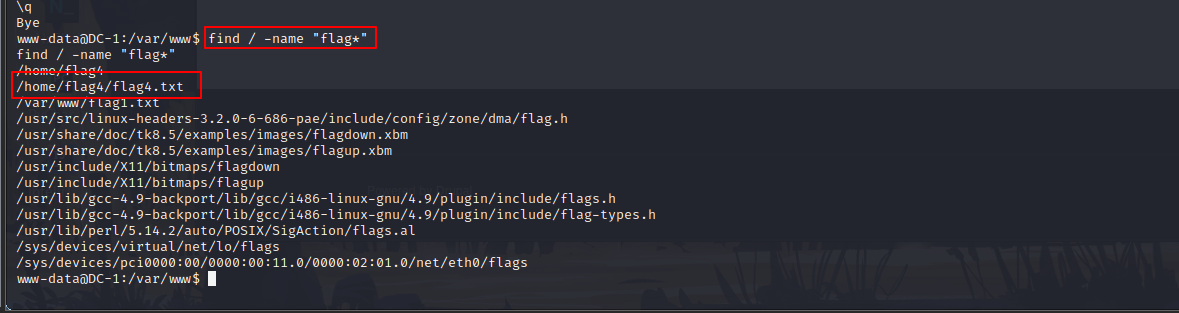 \q
Bye
www-data@DC-1:/var/www$ find / -name "flag*"
find / -name "flag*"
/home/flag4
/home/flag4/flag4.txt
/var/www/flag1.txt
/usr/src/linux-headers-3.2.0-6-686-pae/include/config/zone/dma/flag.h
/usr/share/doc/tk8.5/examples/images/flagdown.xbm
/usr/share/doc/tk8.5/examples/images/flagup.xbm
/usr/include/X11/bitmaps/flagdown
/usr/include/X11/bitmaps/flagup
/usr/lib/gcc-4.9-backport/lib/gcc/i486-linux-gnu/4.9/plugin/include/flags.h
/usr/lib/gcc-4.9-backport/lib/gcc/i486-linux-gnu/4.9/plugin/include/flag-types.h
/usr/lib/perl/5.14.2/auto/POSIX/SigAction/flags.al
/sys/devices/virtual/net/lo/flags
/sys/devices/pci0000:00/0000:00:11.0/0000:02:01.0/net/eth0/flags
www-data@DC-1:/var/www$